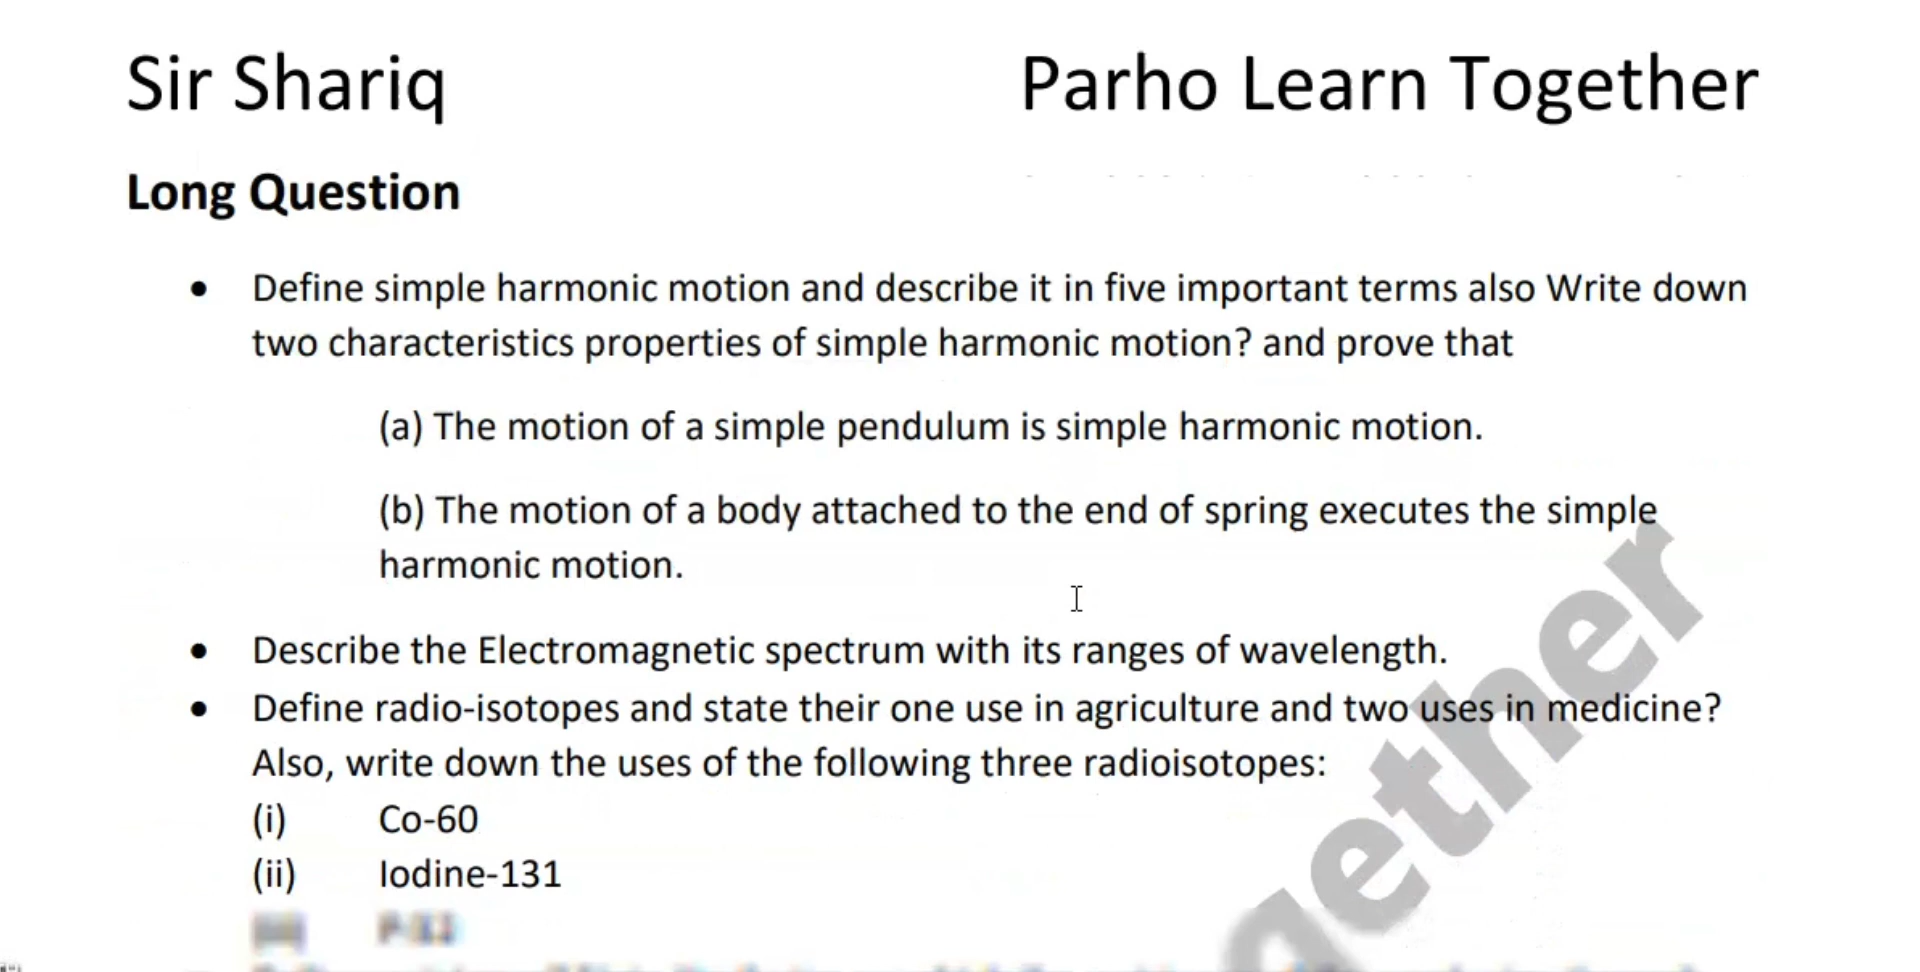 Sir Shariq
Parho Learn Together
Long Question
• Define simple harmonic motion and describe it in five important terms also Write down
two characteristics properties of simple harmonic motion? and prove that
(a) The motion of a simple pendulum is simple harmonic motion.
(b) The motion of a body attached to the end of spring executes the simple
harmonic motion.
• Describe the Electromagnetic spectrum with its ranges of wavelength.
• Define radio-isotopes and state their one use in agriculture and two uses in medicine?
Also, write down the uses of the following three radioisotopes:
(i) Co-60
(ii) Iodine-131
gether